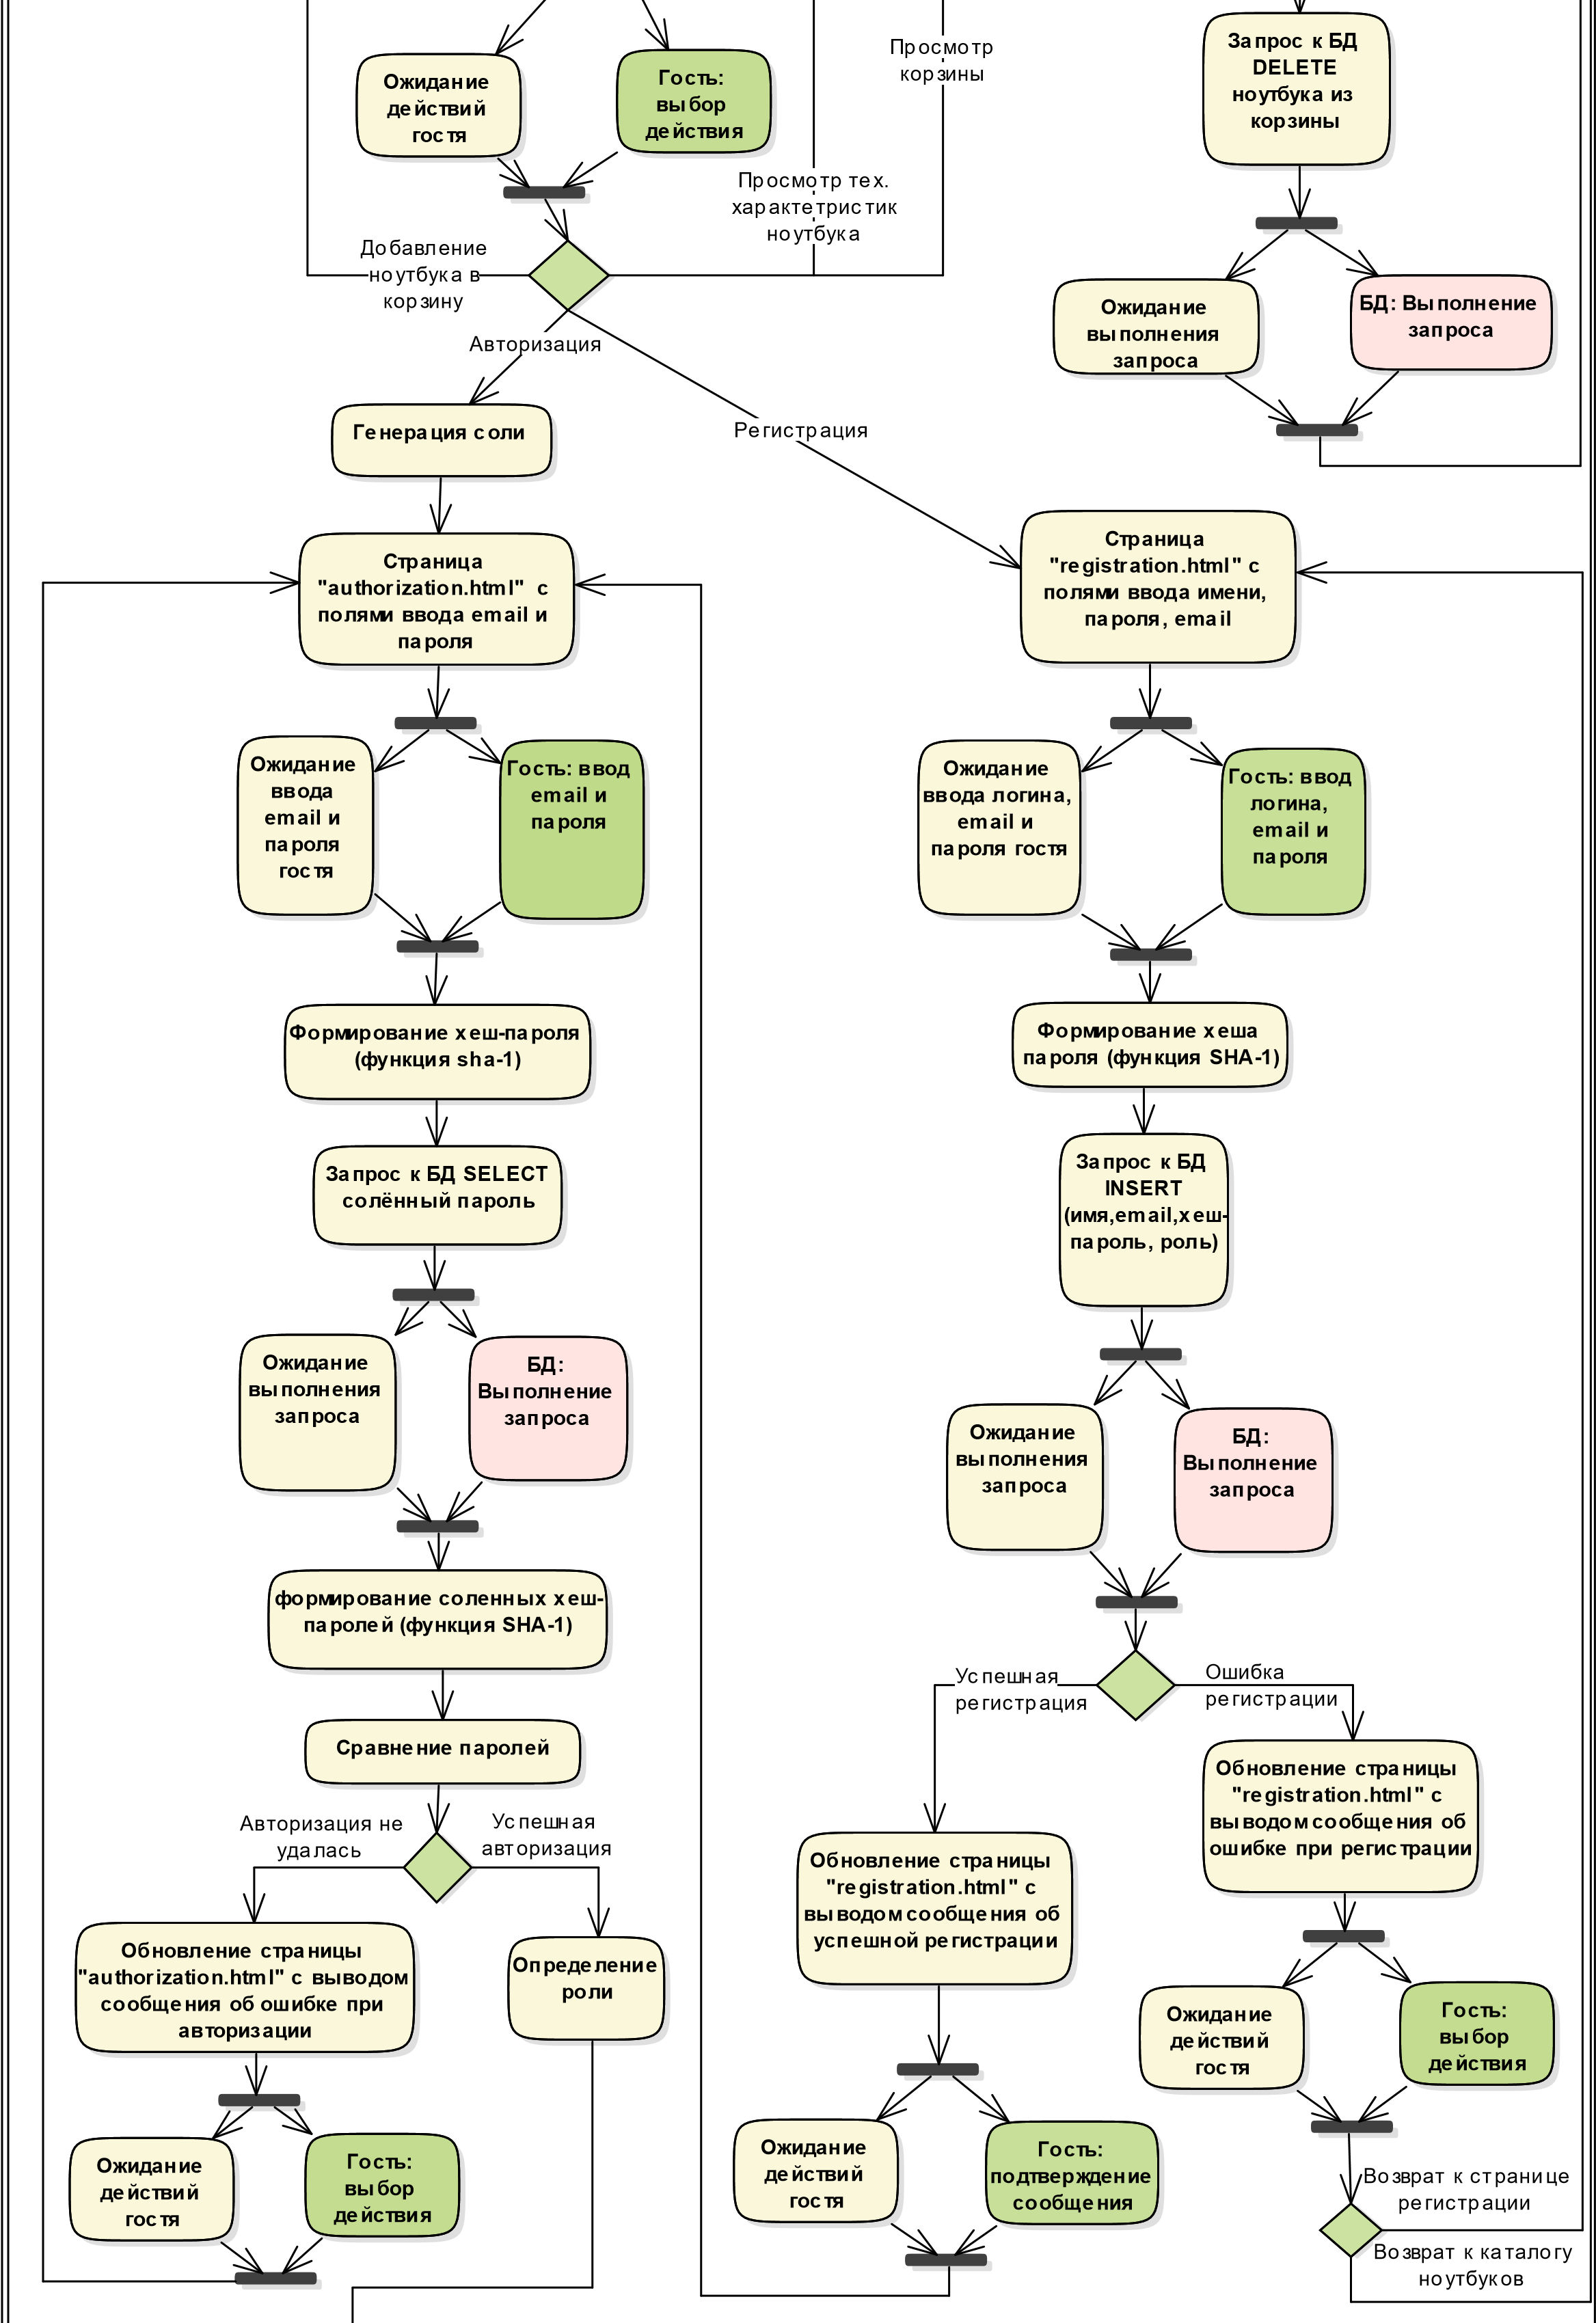 Ожидание
действий
гостя
Гость:
выбор
действия
Просмотр
корзины
Запрос к БД
DELETE
ноутбука из
корзины
Просмотр тех.
характетристик
ноутбука
Добавление
ноутбука в
корзину
Ожидание
выполнения
запроса
БД: Выполнение
запроса
Авторизация
Регистрация
Генерация соли
Страница
"authorization.html" с
полями ввода email и
пароля
Страница
"registration.html" с
полями ввода имени,
пароля, email
Ожидание
ввода
email и
пароля
гостя
Гость: ввод
email и
пароля
Ожидание
ввода логина,
email и
пароля гостя
Гость: ввод
логина,
email и
пароля
Формирование хеш-пароля
(функция sha-1)
Формирование хеша
пароля (функция SHA-1)
Запрос к БД SELECT
солённый пароль
Запрос к БД
INSERT
(имя,email,хеш-
пароль, роль)
Ожидание
выполнения
запроса
БД:
Выполнение
запроса
Ожидание
выполнения
запроса
БД:
Выполнение
запроса
формирование соленных хеш-
паролей (функция SHA-1)
Сравнение паролей
Успешная
регистрация
Ошибка
регистрации
Авторизация не
удалась
Успешная
авторизация
Обновление страницы
"registration.html" с
выводом сообщения об
ошибке при регистрации
Обновление страницы
"registration.html" с
выводом сообщения об
успешной регистрации
Обновление страницы
"authorization.html" с выводом
сообщения об ошибке при
авторизации
Определение
роли
Ожидание
действий
гостя
Гость:
выбор
действия
Ожидание
действий
гостя
Гость:
выбор
действия
Ожидание
действий
гостя
Гость:
подтверждение
сообщения
Возврат к странице
регистрации
Возврат к каталогу
ноутбуков